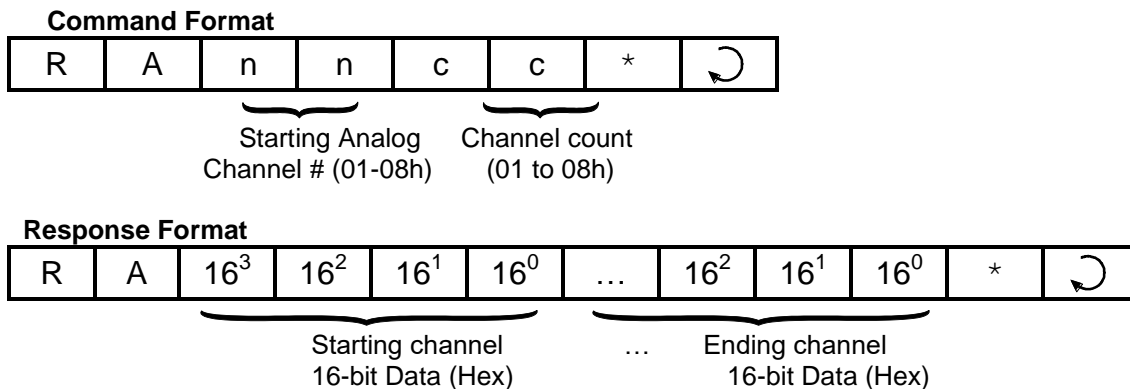 Command Format
R A n n c c *
Starting Analog Channel count
Channel # (01-08h) (01 to 08h)
Response Format
R A 16³ 16² 16¹ 16⁰ … 16² 16¹ 16⁰ *
Starting channel … Ending channel
16-bit Data (Hex) 16-bit Data (Hex)